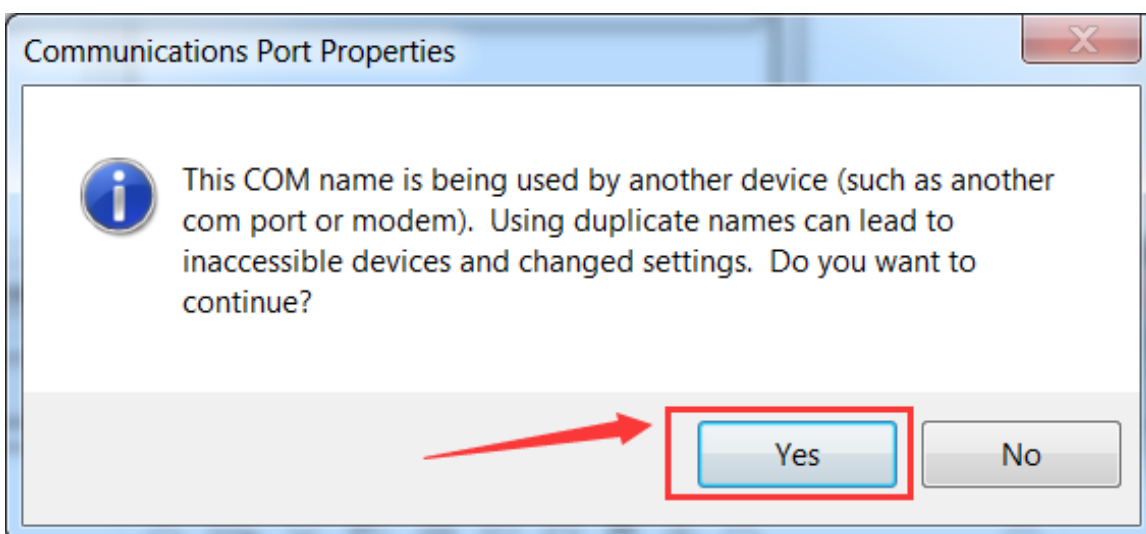 Communications Port Properties
This COM name is being used by another device (such as another
com port or modem).  Using duplicate names can lead to
inaccessible devices and changed settings.  Do you want to
continue?
Yes
No